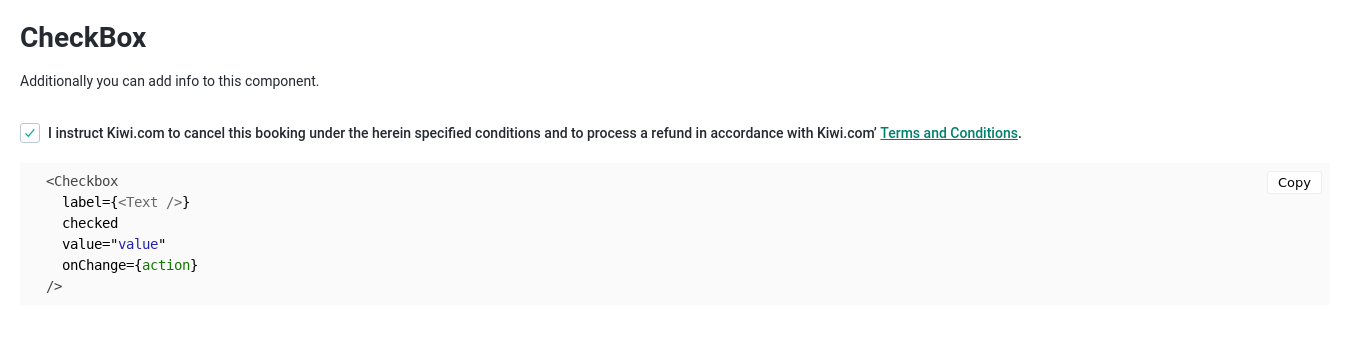 CheckBox
Additionally you can add info to this component.
I instruct Kiwi.com to cancel this booking under the herein specified conditions and to process a refund in accordance with Kiwi.com’ Terms and Conditions.
<Checkbox
Copy
label={<Text />}
checked
value="value"
onChange={action}
/>